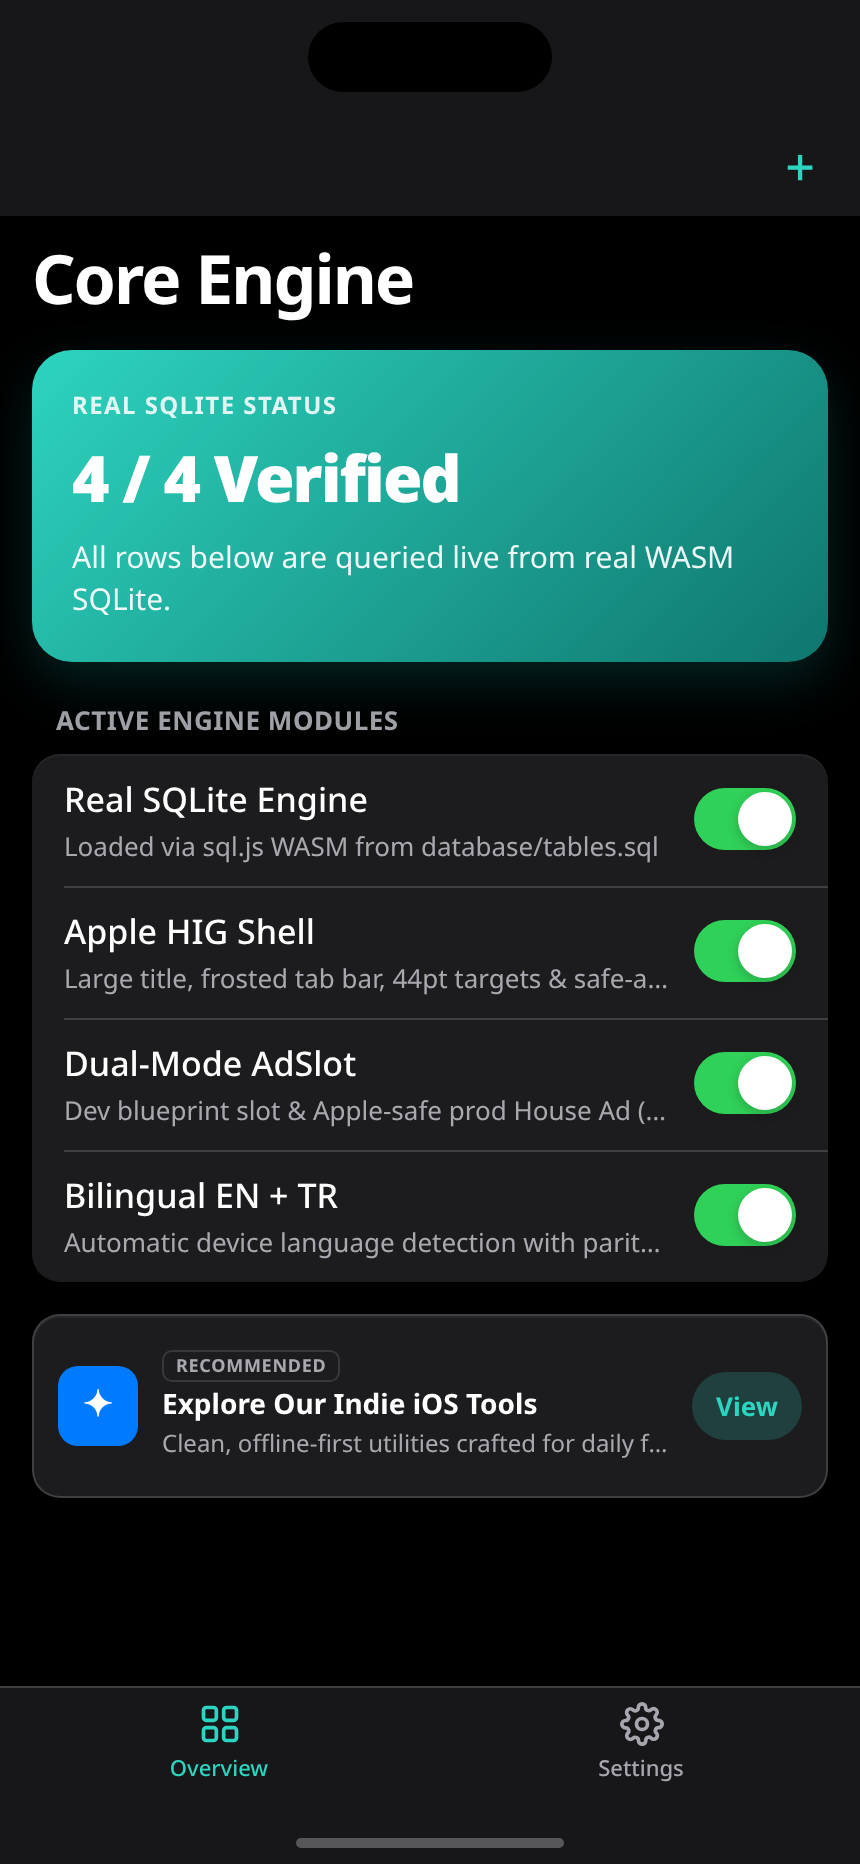 Core Engine
REAL SQLITE STATUS
4 / 4 Verified
All rows below are queried live from real WASM
SQLite.
ACTIVE ENGINE MODULES
Real SQLite Engine
Loaded via sql.js WASM from database/tables.sql
Apple HIG Shell
Large title, frosted tab bar, 44pt targets & safe-a...
Dual-Mode AdSlot
Dev blueprint slot & Apple-safe prod House Ad (...
Bilingual EN + TR
Automatic device language detection with parit...
RECOMMENDED
Explore Our Indie iOS Tools
Clean, offline-first utilities crafted for daily f...
View
Overview
Settings